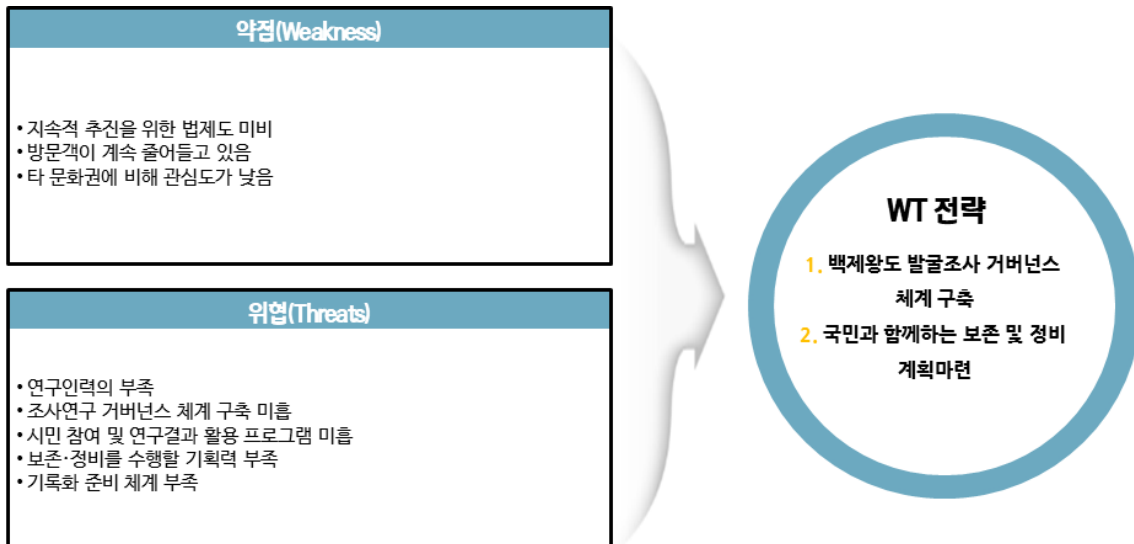 약점(Weakness)
• 지속적 추진을 위한 법제도 미비
• 방문객이 계속 줄어들고 있음
• 타 문화권에 비해 관심도가 낮음
위협(Threats)
• 연구인력의 부족
• 조사연구 거버넌스 체계 구축 미흡
• 시민 참여 및 연구결과 활용 프로그램 미흡
• 보존·정비를 수행할 기획력 부족
• 기록화 준비 체계 부족
WT 전략
1. 백제왕도 발굴조사 거버넌스
체계 구축
2. 국민과 함께하는 보존 및 정비
계획마련